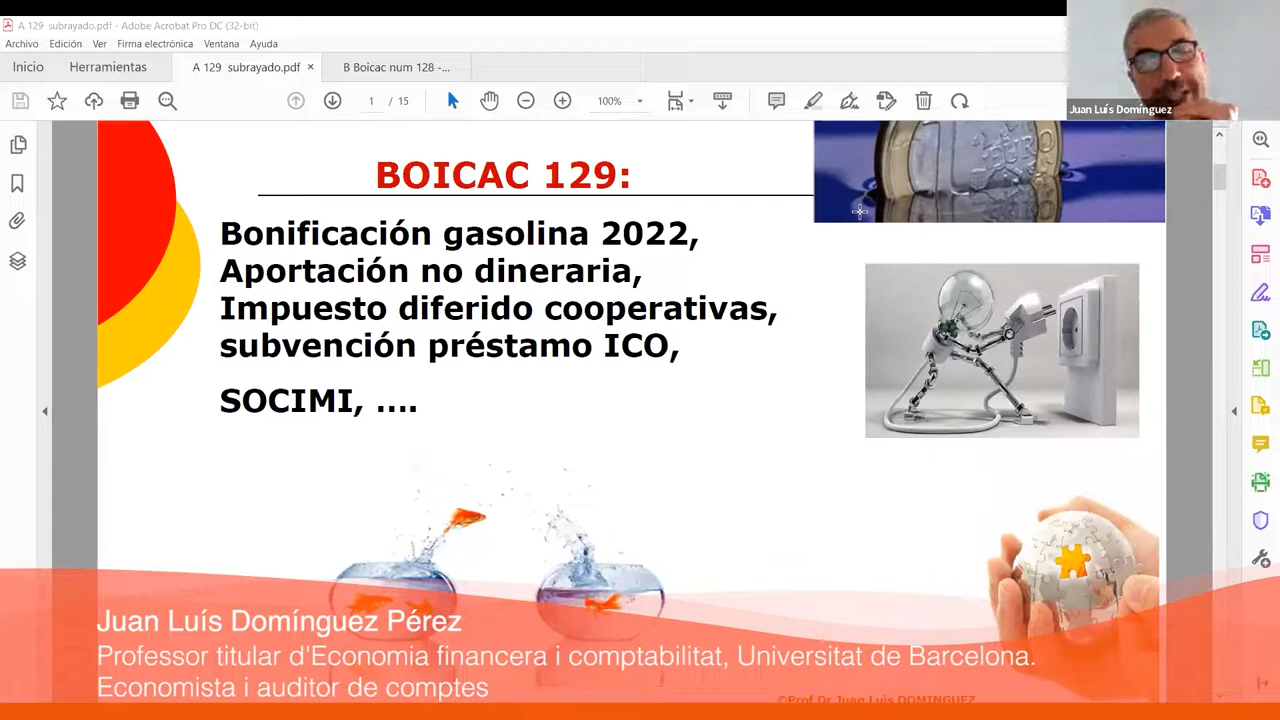 A 129 subrayado.pdf - Adobe Acrobat Pro DC (32-bit)
Archivo Edición Ver Firma electrónica Ventana Ayuda
Inicio Herramientas A 129 subrayado.pdf × B Boicac num 128 -...
1 / 15 100%
Juan Luís Domínguez
BOICAC 129:
Bonificación gasolina 2022,
Aportación no dineraria,
Impuesto diferido cooperativas,
subvención préstamo ICO,
SOCIMI, ....
Juan Luís Domínguez Pérez
Professor titular d'Economia financera i comptabilitat, Universitat de Barcelona.
Economista i auditor de comptes
©Prof Dr Juan Luis DOMINGUEZ